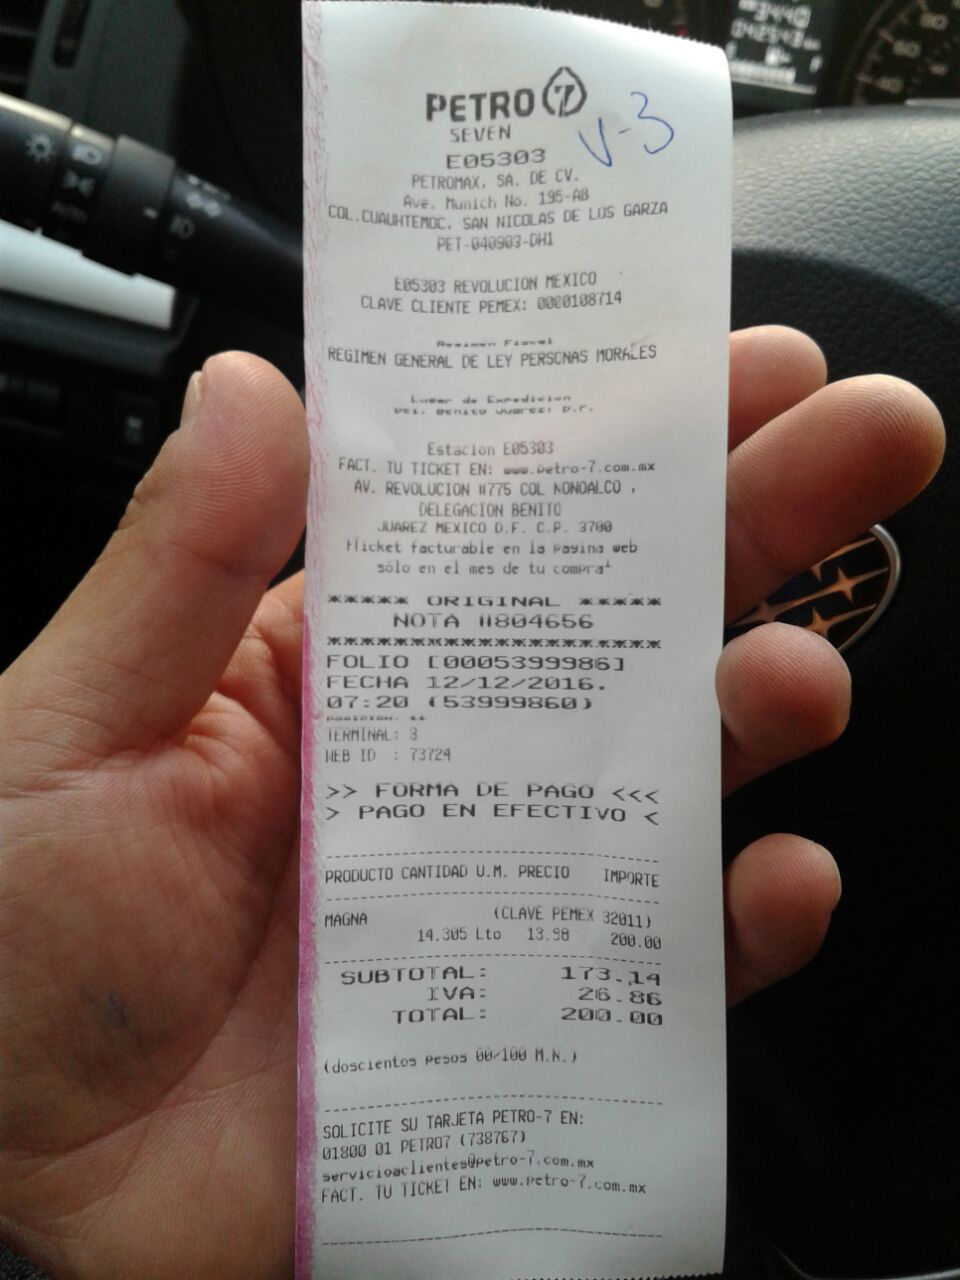 PETRO 7
SEVEN
V-3
E05303
PETROMAX, SA. DE CV.
Ave. Munich No. 195-AB
COL.CUAUHTEMOC, SAN NICOLAS DE LOS GARZA
PET-040903-DH1
E05303 REVOLUCION MEXICO
CLAVE CLIENTE PEMEX: 0000108714
Regimen Fiscal
REGIMEN GENERAL DE LEY PERSONAS MORALES
Lugar de Expedicion
Del. Benito Juarez, D.F.
Estacion E05303
FACT. TU TICKET EN: www.petro-7.com.mx
AV. REVOLUCION #775 COL NONOALCO ,
DELEGACION BENITO
JUAREZ MEXICO D.F. C.P. 3700
facturable en la pagina web
sólo en el mes de tu compra
***** ORIGINAL *****
NOTA #804656
*********************
FOLIO [0005399986]
FECHA 12/12/2016.
07:20 (53999860)
TERMINAL: 3
WEB ID : 73724
>> FORMA DE PAGO <<<
> PAGO EN EFECTIVO <
PRODUCTO CANTIDAD U.M. PRECIO IMPORTE
MAGNA (CLAVE PEMEX 32011)
14.305 Lto 13.98 200.00
SUBTOTAL: 173.14
IVA: 26.86
TOTAL: 200.00
(doscientos pesos 00/100 M.N.)
SOLICITE SU TARJETA PETRO-7 EN:
01800 01 PETRO7 (738767)
servicioaclientes@petro-7.com.mx
FACT. TU TICKET EN: www.petro-7.com.mx